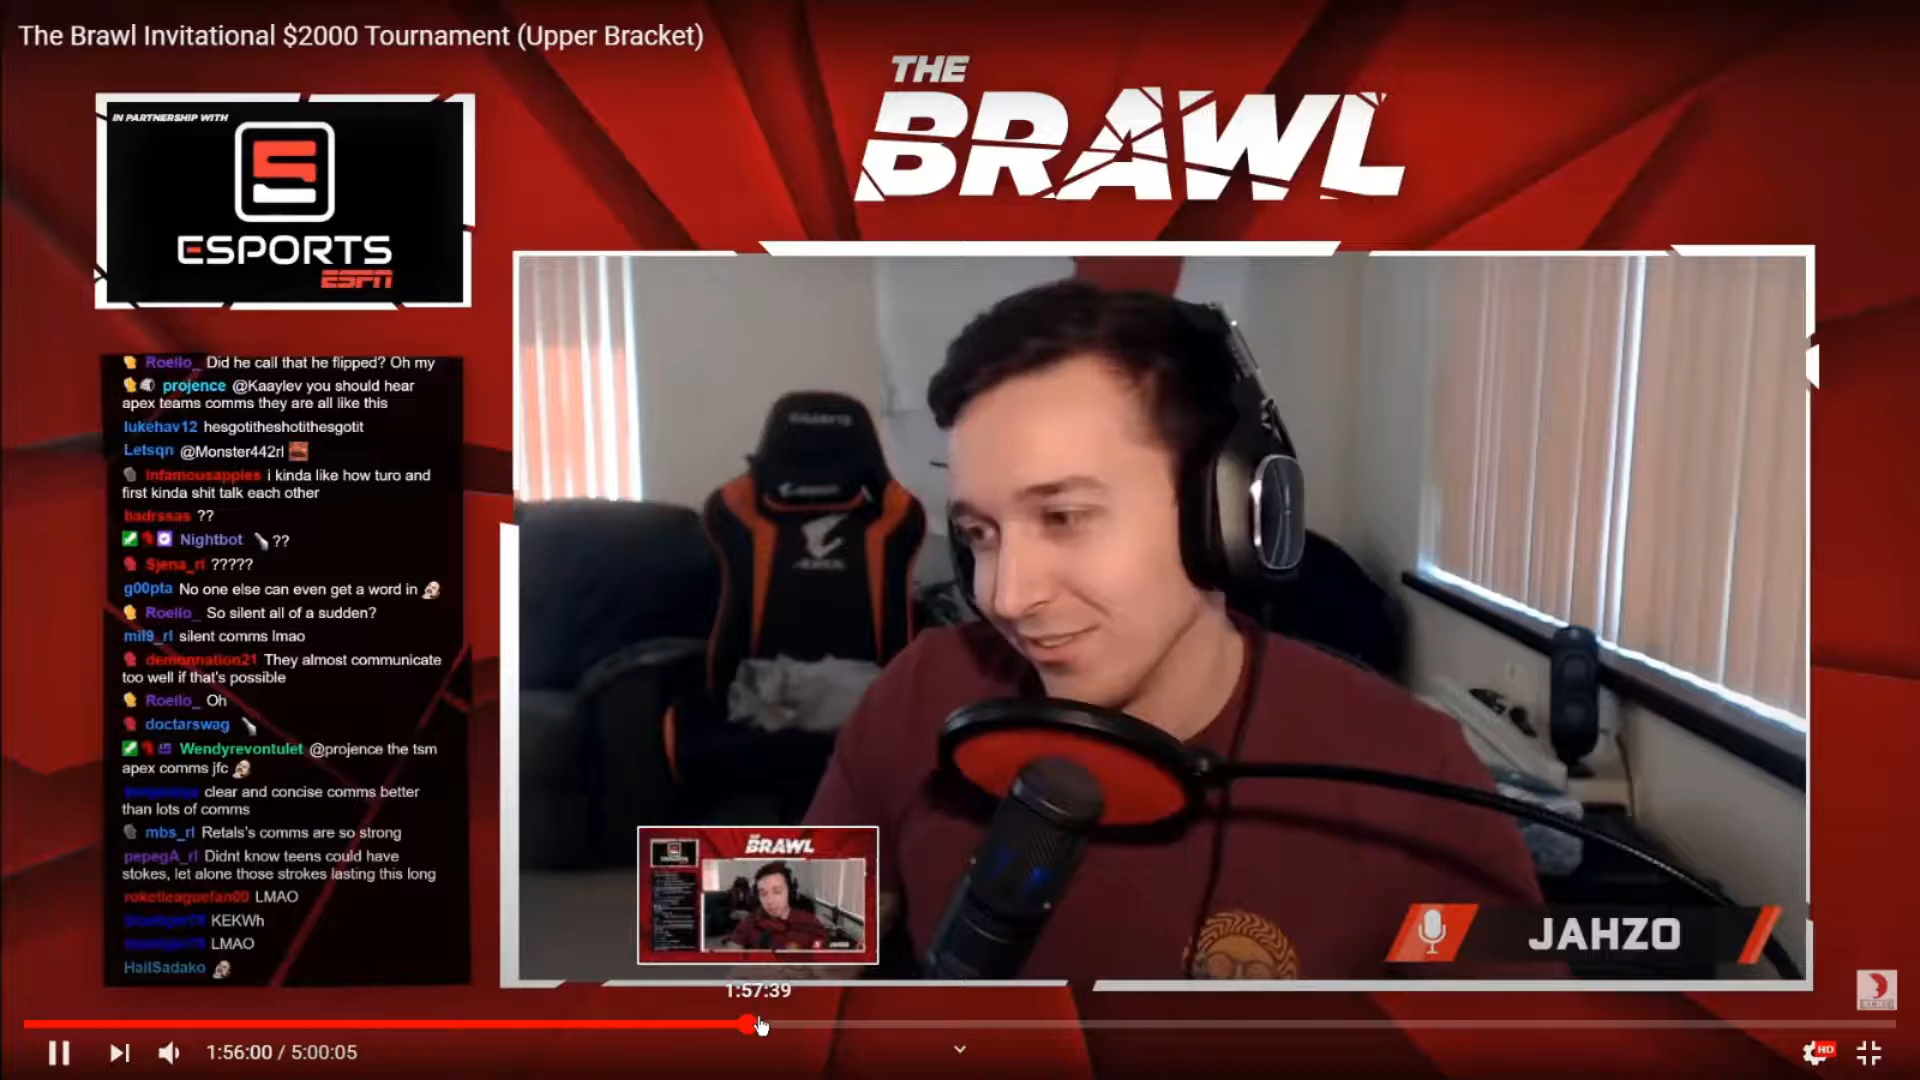 The Brawl Invitational $2000 Tournament (Upper Bracket)
THE
BRAWL
IN PARTNERSHIP WITH
ESPORTS
ESPN
Roello_ Did he call that he flipped? Oh my
projence @Kaaylev you should hear
apex teams comms they are all like this
lukehav12 hesgotitheshotithesgotit
Letsqn @Monster442rl
Infamousapples i kinda like how turo and
first kinda shit talk each other
badrssas ??
Nightbot ??
Sjena_rl ?????
g00pta No one else can even get a word in
Roello_ So silent all of a sudden?
mil9_rl silent comms lmao
demonnation21 They almost communicate
too well if that's possible
Roello_ Oh
doctarswag
Wendyrevontulet @projence the tsm
apex comms jfc
clear and concise comms better
than lots of comms
mbs_rl Retals's comms are so strong
pepegA_rl Didnt know teens could have
stokes, let alone those strokes lasting this long
roketleaguefan00 LMAO
KEKWh
LMAO
HailSadako
GIGABYTE
BRAWL
JAHZO
1:57:39
1:56:00 / 5:00:05
HD